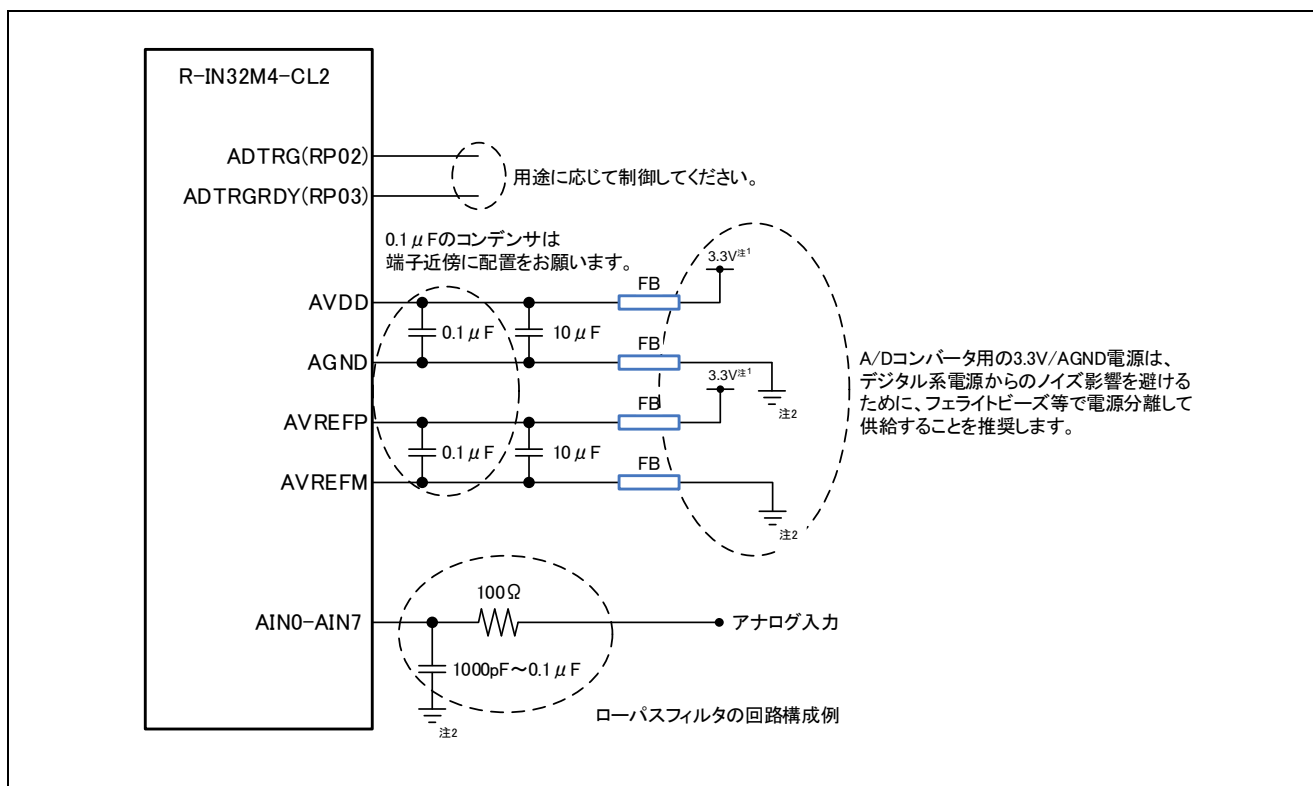 R-IN32M4-CL2
ADTRG(RP02)
ADTRGRDY(RP03)
用途に応じて制御してください。
0.1μFのコンデンサは
端子近傍に配置をお願います。
AVDD
0.1μF
10μF
FB
3.3V注1
AGND
FB
注2
AVREFP
0.1μF
10μF
FB
3.3V注1
AVREFM
FB
注2
A/Dコンバータ用の3.3V/AGND電源は、
デジタル系電源からのノイズ影響を避ける
ために、フェライトビーズ等で電源分離して
供給することを推奨します。
AIN0-AIN7
100Ω
アナログ入力
1000pF～0.1μF
注2
ローパスフィルタの回路構成例